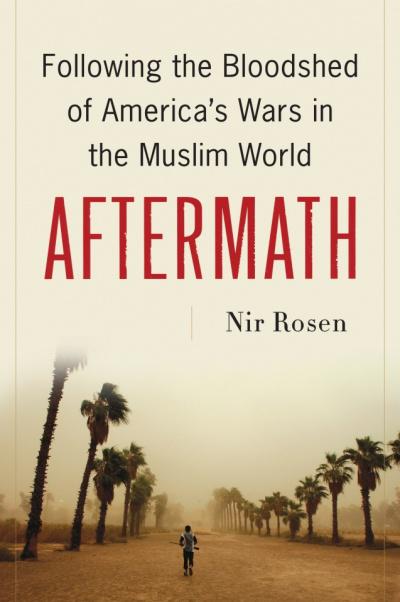 Following the Bloodshed
of America's Wars in
the Muslim World
AFTERMATH
Nir Rosen